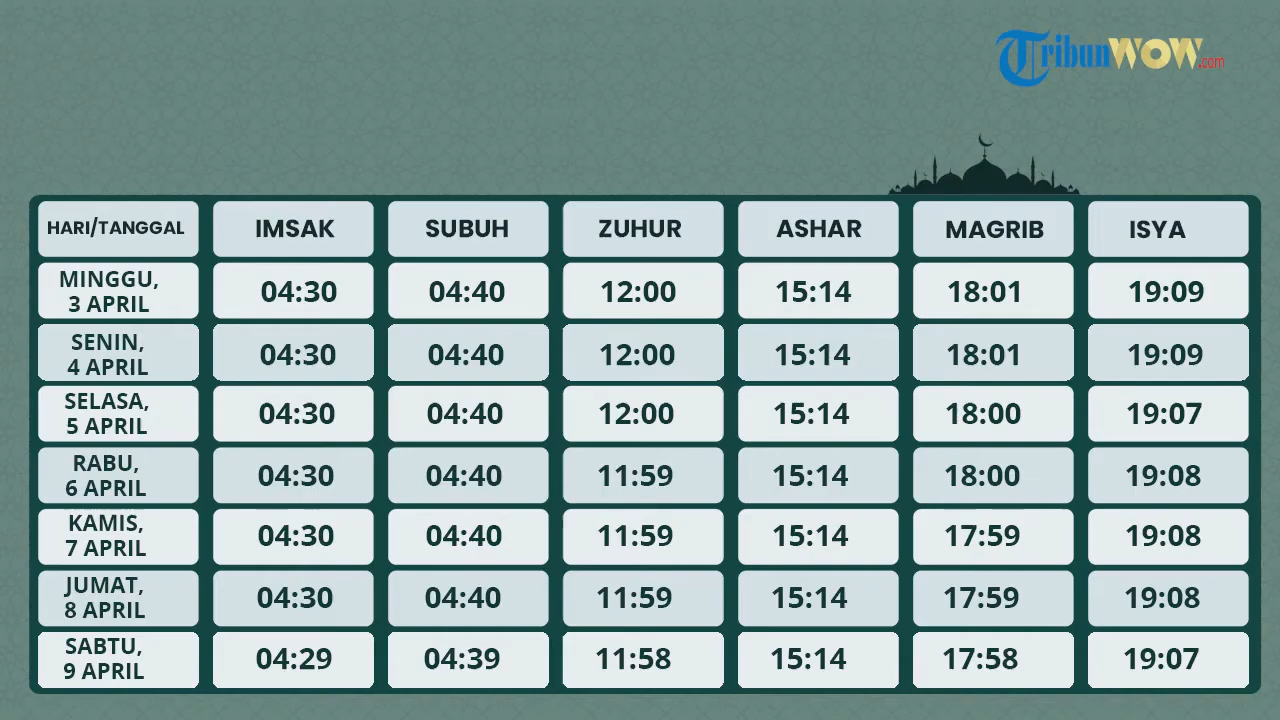 TribunWOW.com
HARI/TANGGAL IMSAK SUBUH ZUHUR ASHAR MAGRIB ISYA
MINGGU,
3 APRIL 04:30 04:40 12:00 15:14 18:01 19:09
SENIN,
4 APRIL 04:30 04:40 12:00 15:14 18:01 19:09
SELASA,
5 APRIL 04:30 04:40 12:00 15:14 18:00 19:07
RABU,
6 APRIL 04:30 04:40 11:59 15:14 18:00 19:08
KAMIS,
7 APRIL 04:30 04:40 11:59 15:14 17:59 19:08
JUMAT,
8 APRIL 04:30 04:40 11:59 15:14 17:59 19:08
SABTU,
9 APRIL 04:29 04:39 11:58 15:14 17:58 19:07